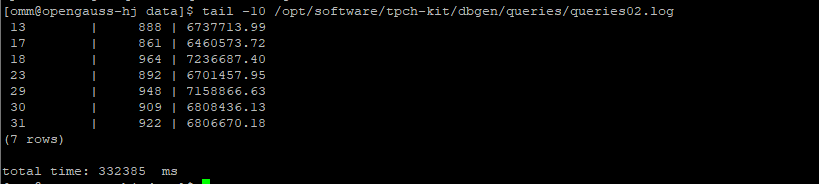 [omm@opengauss-hj data]$ tail -10 /opt/software/tpch-kit/dbgen/queries/queries02.log
13 | 888 | 6737713.99
17 | 861 | 6460573.72
18 | 964 | 7236687.40
23 | 892 | 6701457.95
29 | 948 | 7158866.63
30 | 909 | 6808436.13
31 | 922 | 6806670.18
(7 rows)
total time: 332385 ms